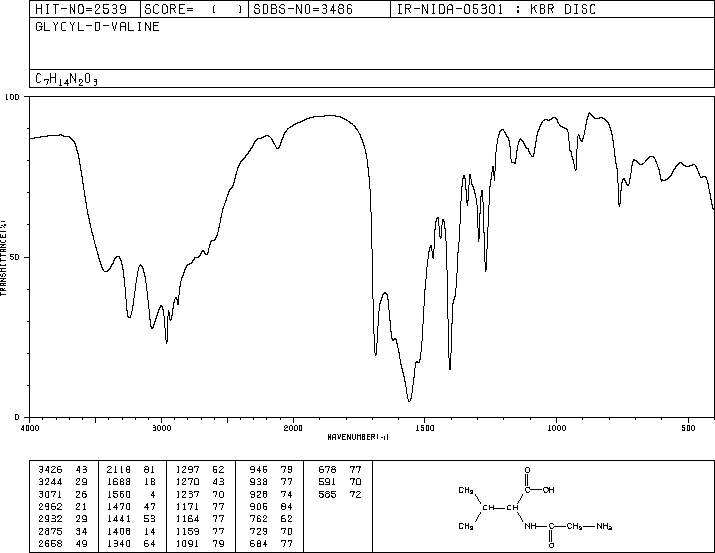 HIT-NO=2539 SCORE= ( ) SDBS-NO=3486 IR-NIDA-05301 : KBR DISC
GLYCYL-D-VALINE
C7H14N2O3
100
TRANSMITTANCE(%)
50
0
4000 3000 2000 1500 1000 500
WAVENUMBER(-1)
3426 43 2118 81 1297 52 946 79 678 77
3244 29 1688 18 1270 43 938 77 591 70
3071 26 1560 4 1237 70 928 74 585 72
2962 21 1470 47 1171 77 906 84
2932 29 1441 53 1164 77 762 62
2875 34 1408 14 1159 77 729 70
2658 49 1340 64 1091 79 684 77
O
CH3 C OH
CH CH
CH3 NH C CH2 NH2
O